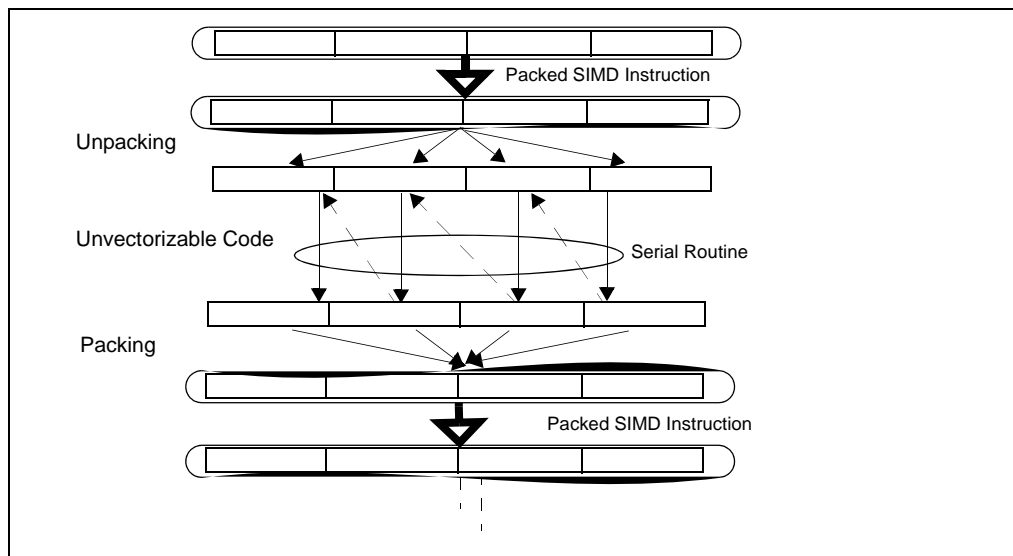 Packed SIMD Instruction
Unpacking
Unvectorizable Code
Serial Routine
Packing
Packed SIMD Instruction